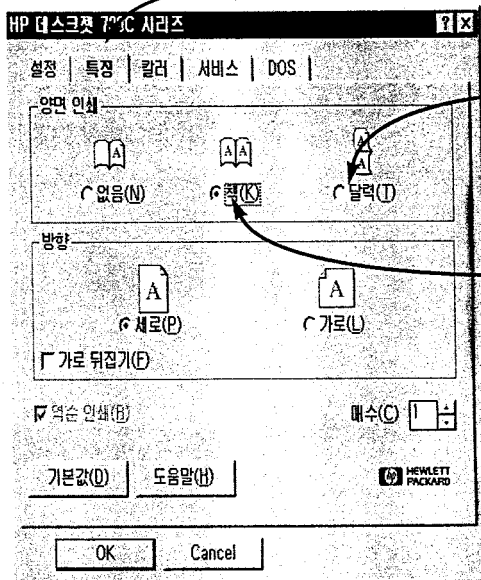 HP 데스크젯 시리즈
설정 특징 칼러 서비스 DOS
양면 인쇄
A A A A
없음(N) 책(K) 달력(T)
방향
A A
세로(P) 가로(L)
가로 뒤집기(F)
역순 인쇄(R) 매수(C) 1
기본값(D) 도움말(H) hp HEWLETT
PACKARD
OK Cancel